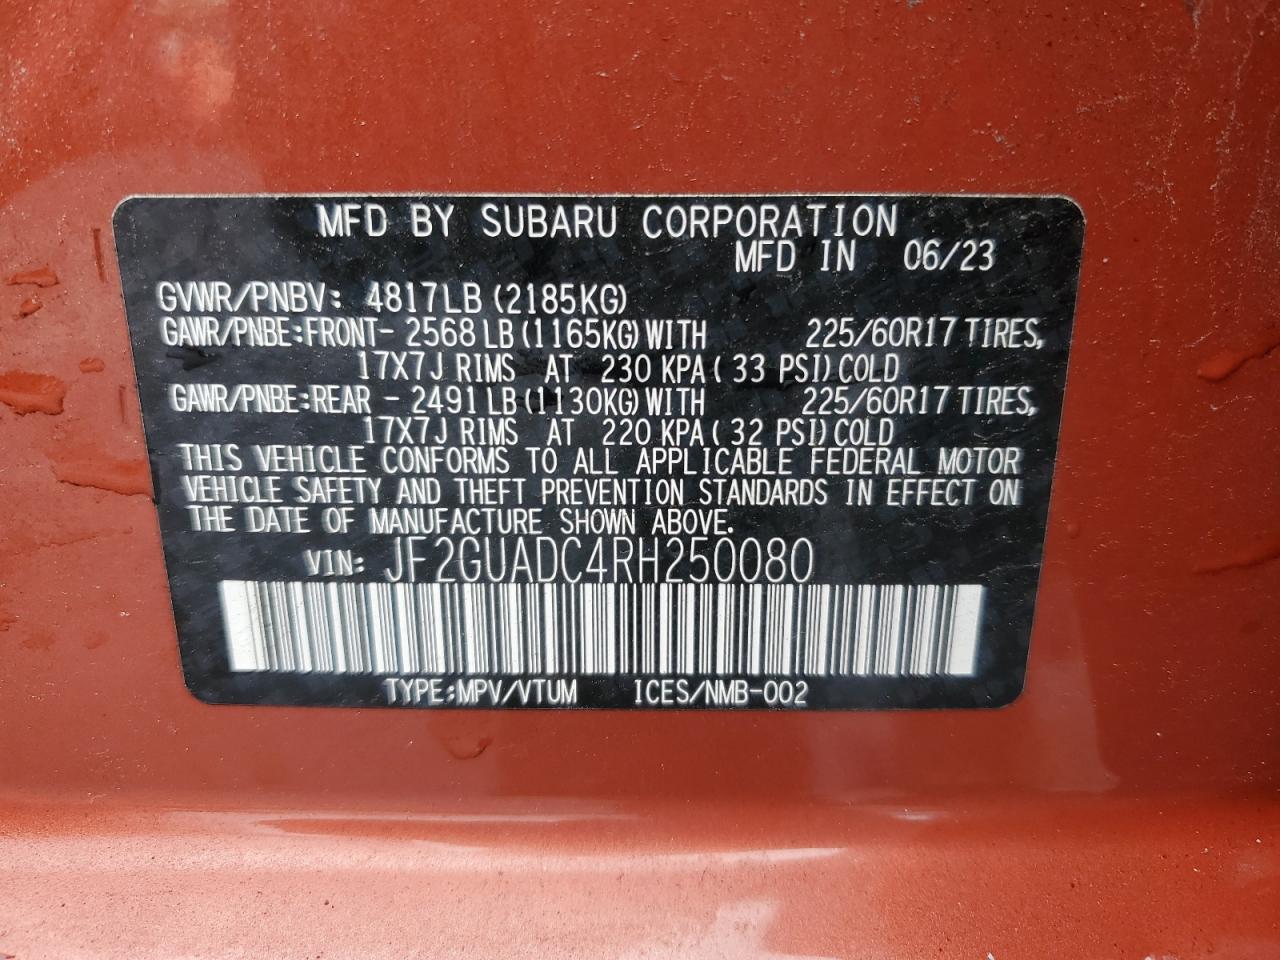 MFD BY SUBARU CORPORATION
MFD IN 06/23
GVWR/PNBV: 4817LB (2185KG)
GAWR/PNBE:FRONT- 2568 LB (1165KG) WITH 225/60R17 TIRES,
17X7J RIMS AT 230 KPA ( 33 PSI) COLD
GAWR/PNBE:REAR - 2491 LB (1130KG) WITH 225/60R17 TIRES,
17X7J RIMS AT 220 KPA ( 32 PSI) COLD
THIS VEHICLE CONFORMS TO ALL APPLICABLE FEDERAL MOTOR
VEHICLE SAFETY AND THEFT PREVENTION STANDARDS IN EFFECT ON
THE DATE OF MANUFACTURE SHOWN ABOVE.
VIN: JF2GUADC4RH250080
TYPE:MPV/VTUM ICES/NMB-002